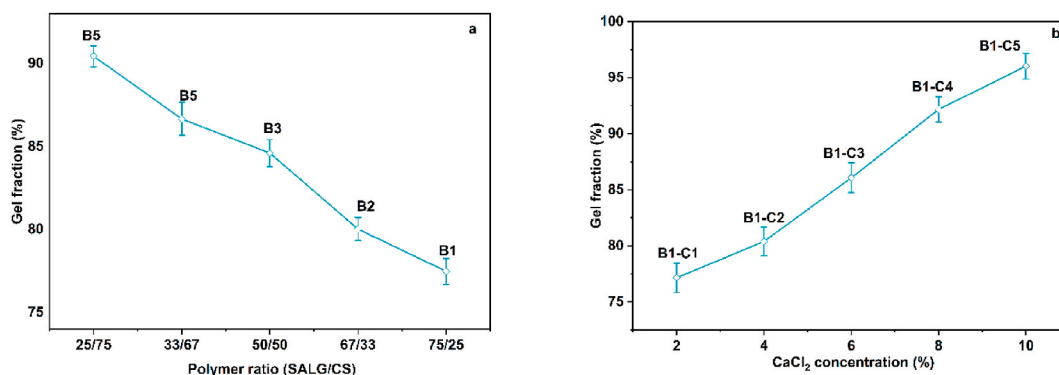 a
B5
B5
B3
B2
B1
90
85
80
75
Gel fraction (%)
25/75 33/67 50/50 67/33 75/25
Polymer ratio (SALG/CS)
b
B1-C5
B1-C4
B1-C3
B1-C2
B1-C1
100
95
90
85
80
75
Gel fraction (%)
2 4 6 8 10
CaCl₂ concentration (%)